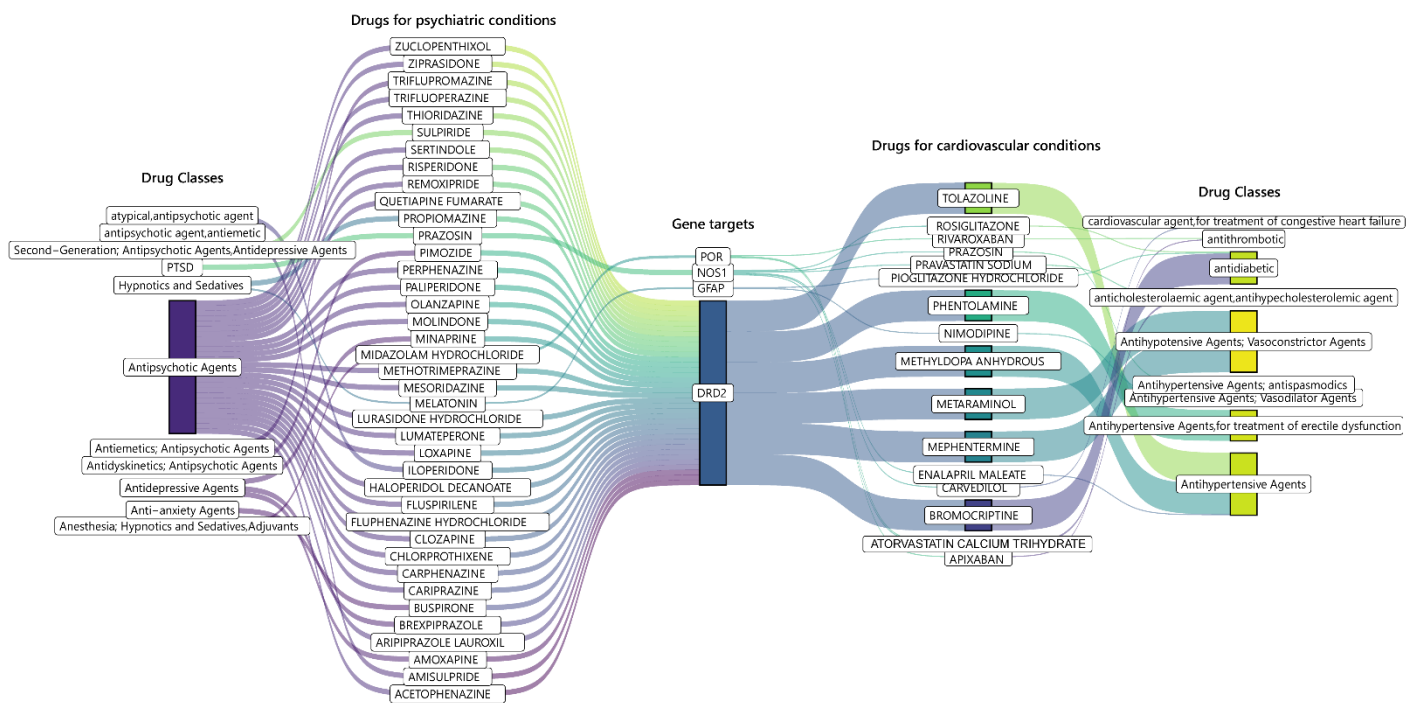 Drugs for psychiatric conditions
Drug Classes
atypical,antipsychotic agent
antipsychotic agent,antiemetic
Second−Generation; Antipsychotic Agents,Antidepressive Agents
PTSD
Hypnotics and Sedatives
Antipsychotic Agents
Antiemetics; Antipsychotic Agents
Antidyskinetics; Antipsychotic Agents
Antidepressive Agents
Anti−anxiety Agents
Anesthesia; Hypnotics and Sedatives,Adjuvants
ZUCLOPENTHIXOL
ZIPRASIDONE
TRIFLUPROMAZINE
TRIFLUOPERAZINE
THIORIDAZINE
SULPIRIDE
SERTINDOLE
RISPERIDONE
REMOXIPRIDE
QUETIAPINE FUMARATE
PROPIOMAZINE
PRAZOSIN
PIMOZIDE
PERPHENAZINE
PALIPERIDONE
OLANZAPINE
MOLINDONE
MINAPRINE
MIDAZOLAM HYDROCHLORIDE
METHOTRIMEPRAZINE
MESORIDAZINE
MELATONIN
LURASIDONE HYDROCHLORIDE
LUMATEPERONE
LOXAPINE
ILOPERIDONE
HALOPERIDOL DECANOATE
FLUSPIRILENE
FLUPHENAZINE HYDROCHLORIDE
CLOZAPINE
CHLORPROTHIXENE
CARPHENAZINE
CARIPRAZINE
BUSPIRONE
BREXPIPRAZOLE
ARIPIPRAZOLE LAUROXIL
AMOXAPINE
AMISULPRIDE
ACETOPHENAZINE
Gene targets
POR
NOS1
GFAP
DRD2
Drugs for cardiovascular conditions
TOLAZOLINE
ROSIGLITAZONE
RIVAROXABAN
PRAZOSIN
PRAVASTATIN SODIUM
PIOGLITAZONE HYDROCHLORIDE
PHENTOLAMINE
NIMODIPINE
METHYLDOPA ANHYDROUS
METARAMINOL
MEPHENTERMINE
ENALAPRIL MALEATE
CARVEDILOL
BROMOCRIPTINE
ATORVASTATIN CALCIUM TRIHYDRATE
APIXABAN
Drug Classes
cardiovascular agent,for treatment of congestive heart failure
antithrombotic
antidiabetic
anticholesterolaemic agent,antihypecholesterolemic agent
Antihypotensive Agents; Vasoconstrictor Agents
Antihypertensive Agents; antispasmodics
Antihypertensive Agents; Vasodilator Agents
Antihypertensive Agents,for treatment of erectile dysfunction
Antihypertensive Agents